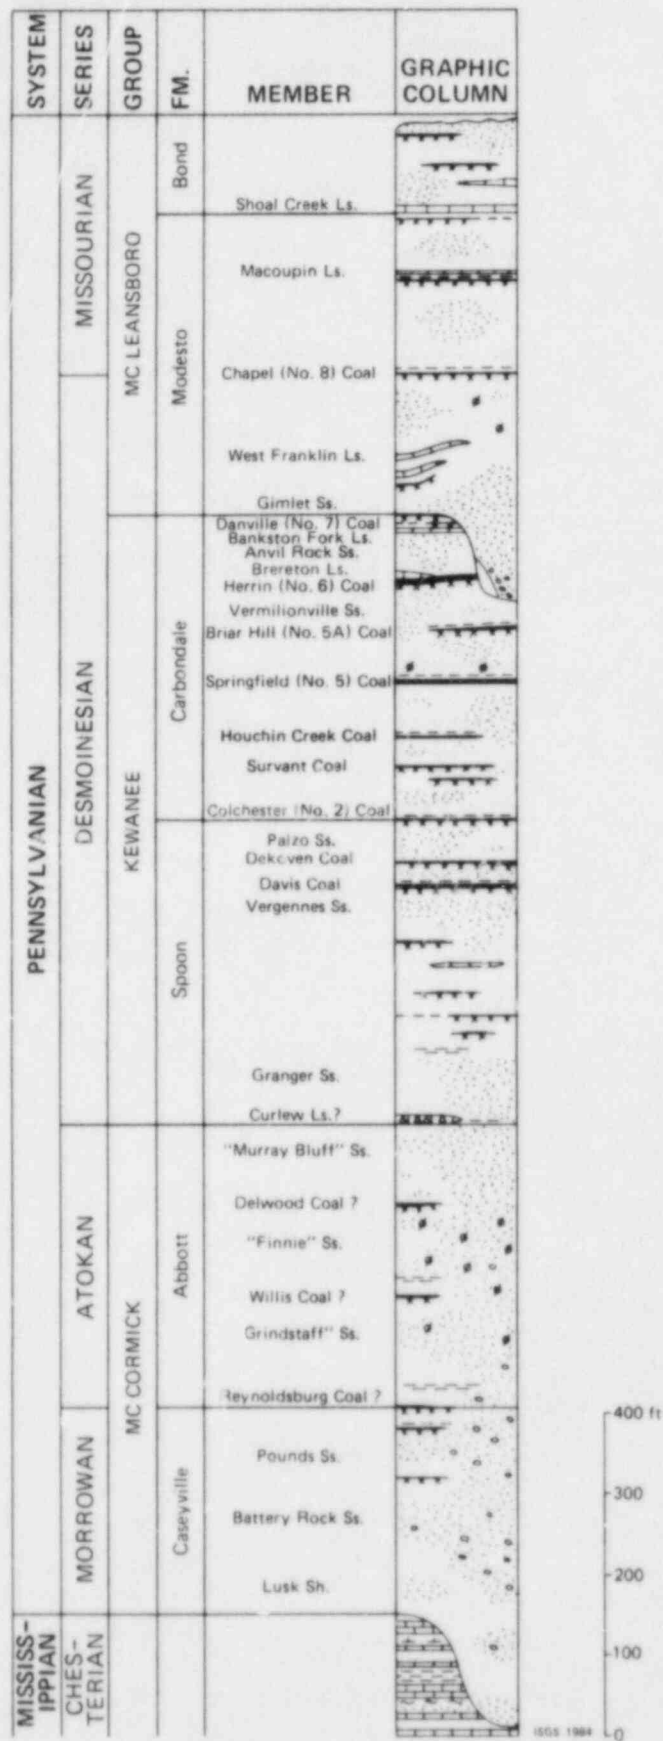 SYSTEM
SERIES
GROUP
FM.
MEMBER
GRAPHIC
COLUMN
PENNSYLVANIAN
MISSISS-
IPPIAN
MISSOURIAN
DESMOINESIAN
ATOKAN
MORROWAN
CHES-
TERIAN
MC LEANSBORO
KEWANEE
MC CORMICK
Bond
Modesto
Carbondale
Spoon
Abbott
Caseyville
Shoal Creek Ls.
Macoupin Ls.
Chapel (No. 8) Coal
West Franklin Ls.
Gimlet Ss.
Danville (No. 7) Coal
Bankston Fork Ls.
Anvil Rock Ss.
Brereton Ls.
Herrin (No. 6) Coal
Vermilionville Ss.
Briar Hill (No. 5A) Coal
Springfield (No. 5) Coal
Houchin Creek Coal
Survant Coal
Colchester (No. 2) Coal
Palzo Ss.
Dekoven Coal
Davis Coal
Vergennes Ss.
Granger Ss.
Curlew Ls.?
"Murray Bluff" Ss.
Delwood Coal ?
"Finnie" Ss.
Willis Coal ?
Grindstaff" Ss.
Reynoldsburg Coal ?
Pounds Ss.
Battery Rock Ss.
Lusk Sh.
400 ft
300
200
100
0
ISGS 1984